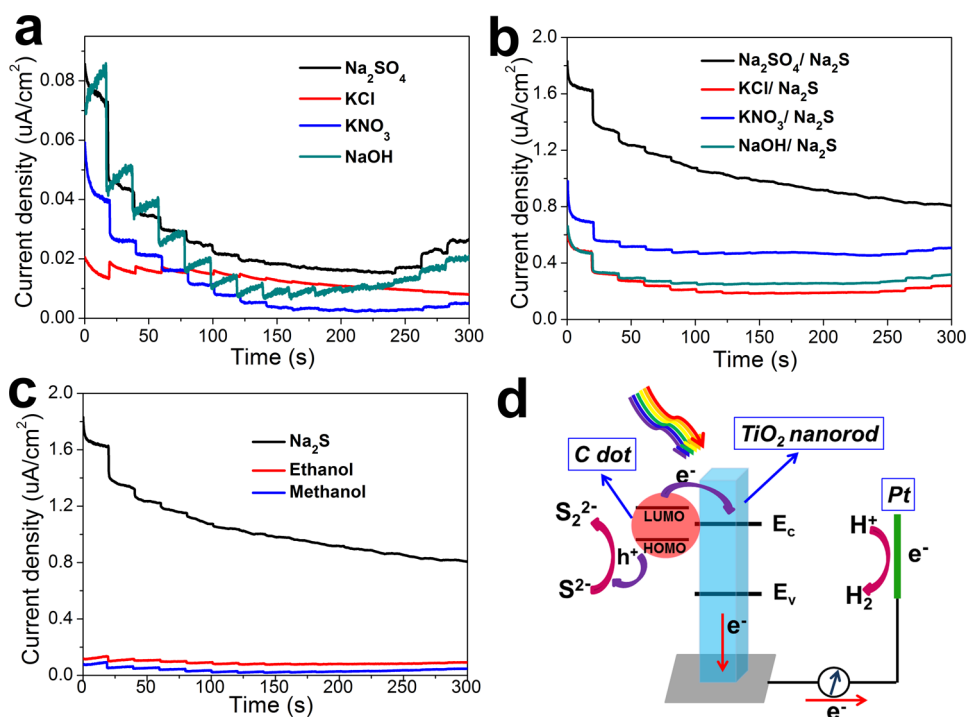 a
Current density (uA/cm²)
0.08
0.06
0.04
0.02
0.00
Na₂SO₄
KCl
KNO₃
NaOH
0 50 100 150 200 250 300
Time (s)
b
Current density (uA/cm²)
2.0
1.6
1.2
0.8
0.4
0.0
Na₂SO₄/ Na₂S
KCl/ Na₂S
KNO₃/ Na₂S
NaOH/ Na₂S
0 50 100 150 200 250 300
Time (s)
c
Current density (uA/cm²)
2.0
1.6
1.2
0.8
0.4
0.0
Na₂S
Ethanol
Methanol
0 50 100 150 200 250 300
Time (s)
d
C dot
TiO₂ nanorod
e⁻
Pt
S₂²⁻
LUMO
E꜀
H⁺
HOMO
h⁺
e⁻
S²⁻
Eᵥ
H₂
e⁻
e⁻